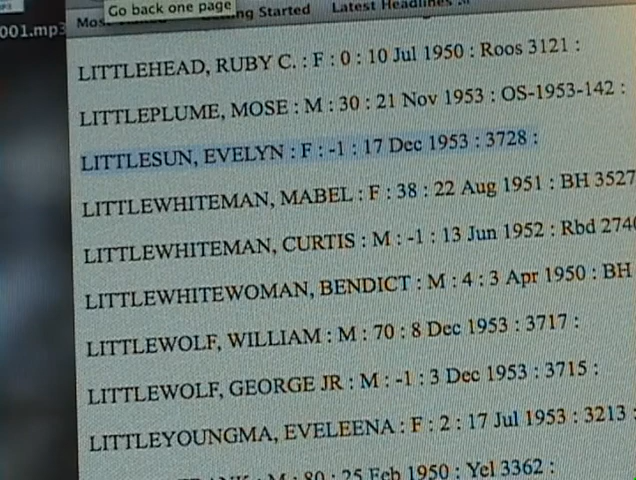 Go back one page
Mos
ing Started
Latest Headlines
001.mp3
LITTLEHEAD, RUBY C. : F : 0 : 10 Jul 1950 : Roos 3121 :
LITTLEPLUME, MOSE : M : 30 : 21 Nov 1953 : OS-1953-142 :
LITTLESUN, EVELYN : F : -1 : 17 Dec 1953 : 3728 :
LITTLEWHITEMAN, MABEL : F : 38 : 22 Aug 1951 : BH 3527
LITTLEWHITEMAN, CURTIS : M : -1 : 13 Jun 1952 : Rbd 274
LITTLEWHITEWOMAN, BENDICT : M : 4 : 3 Apr 1950 : BH
LITTLEWOLF, WILLIAM : M : 70 : 8 Dec 1953 : 3717 :
LITTLEWOLF, GEORGE JR : M : -1 : 3 Dec 1953 : 3715 :
LITTLEYOUNGMA, EVELEENA : F : 2 : 17 Jul 1953 : 3213 :
M : 80 : 25 Feb 1950 : Yel 3362 :